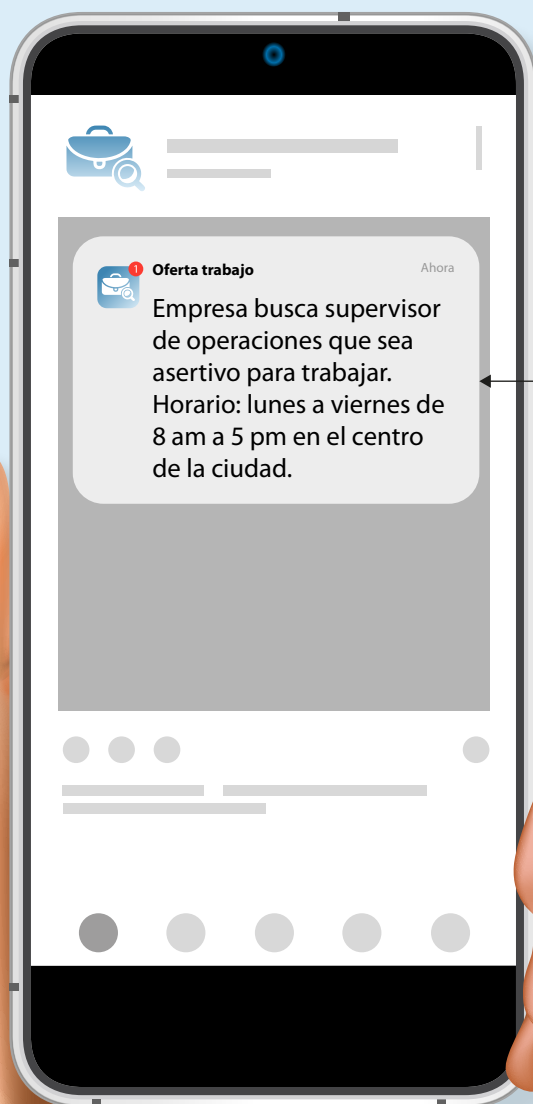 1
Oferta trabajo
Ahora
Empresa busca supervisor
de operaciones que sea
asertivo para trabajar.
Horario: lunes a viernes de
8 am a 5 pm en el centro
de la ciudad.